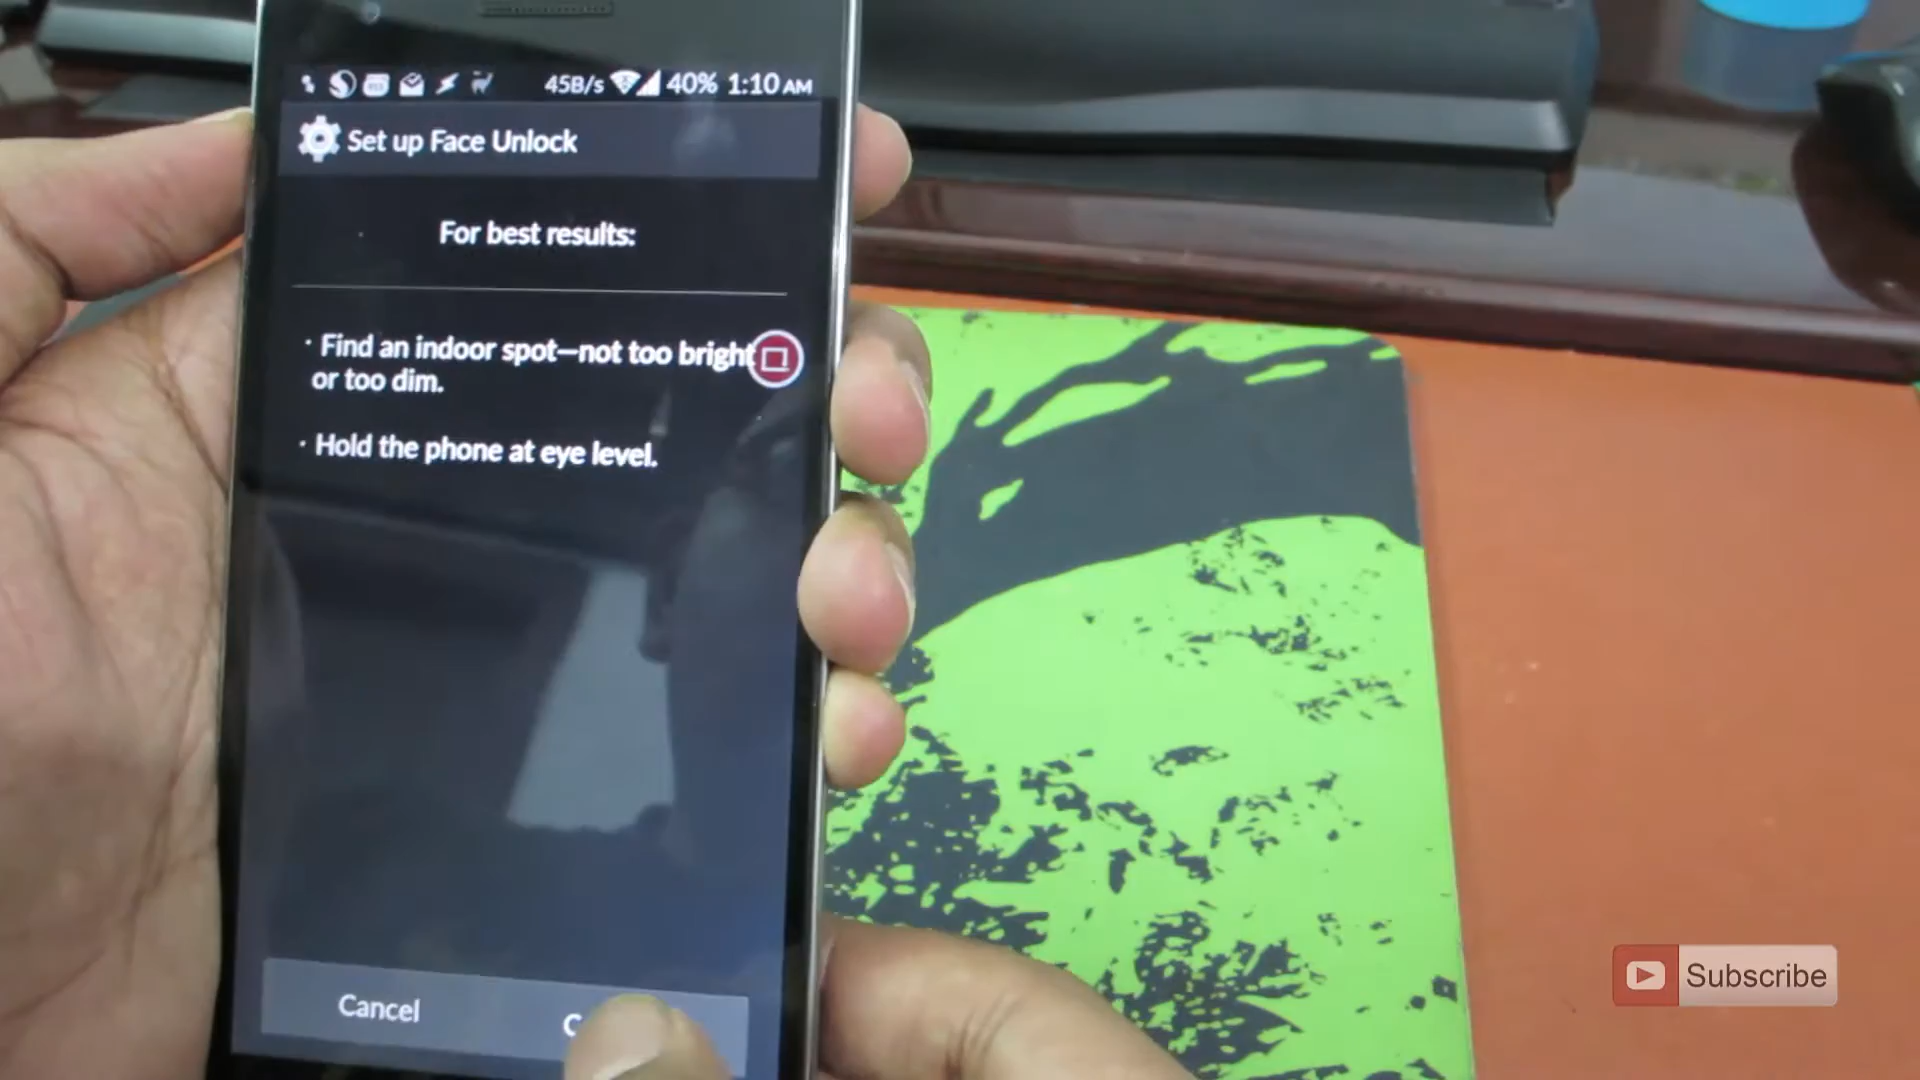 45B/s 40% 1:10 AM
Set up Face Unlock
For best results:
· Find an indoor spot—not too bright
or too dim.
· Hold the phone at eye level.
Cancel
Subscribe